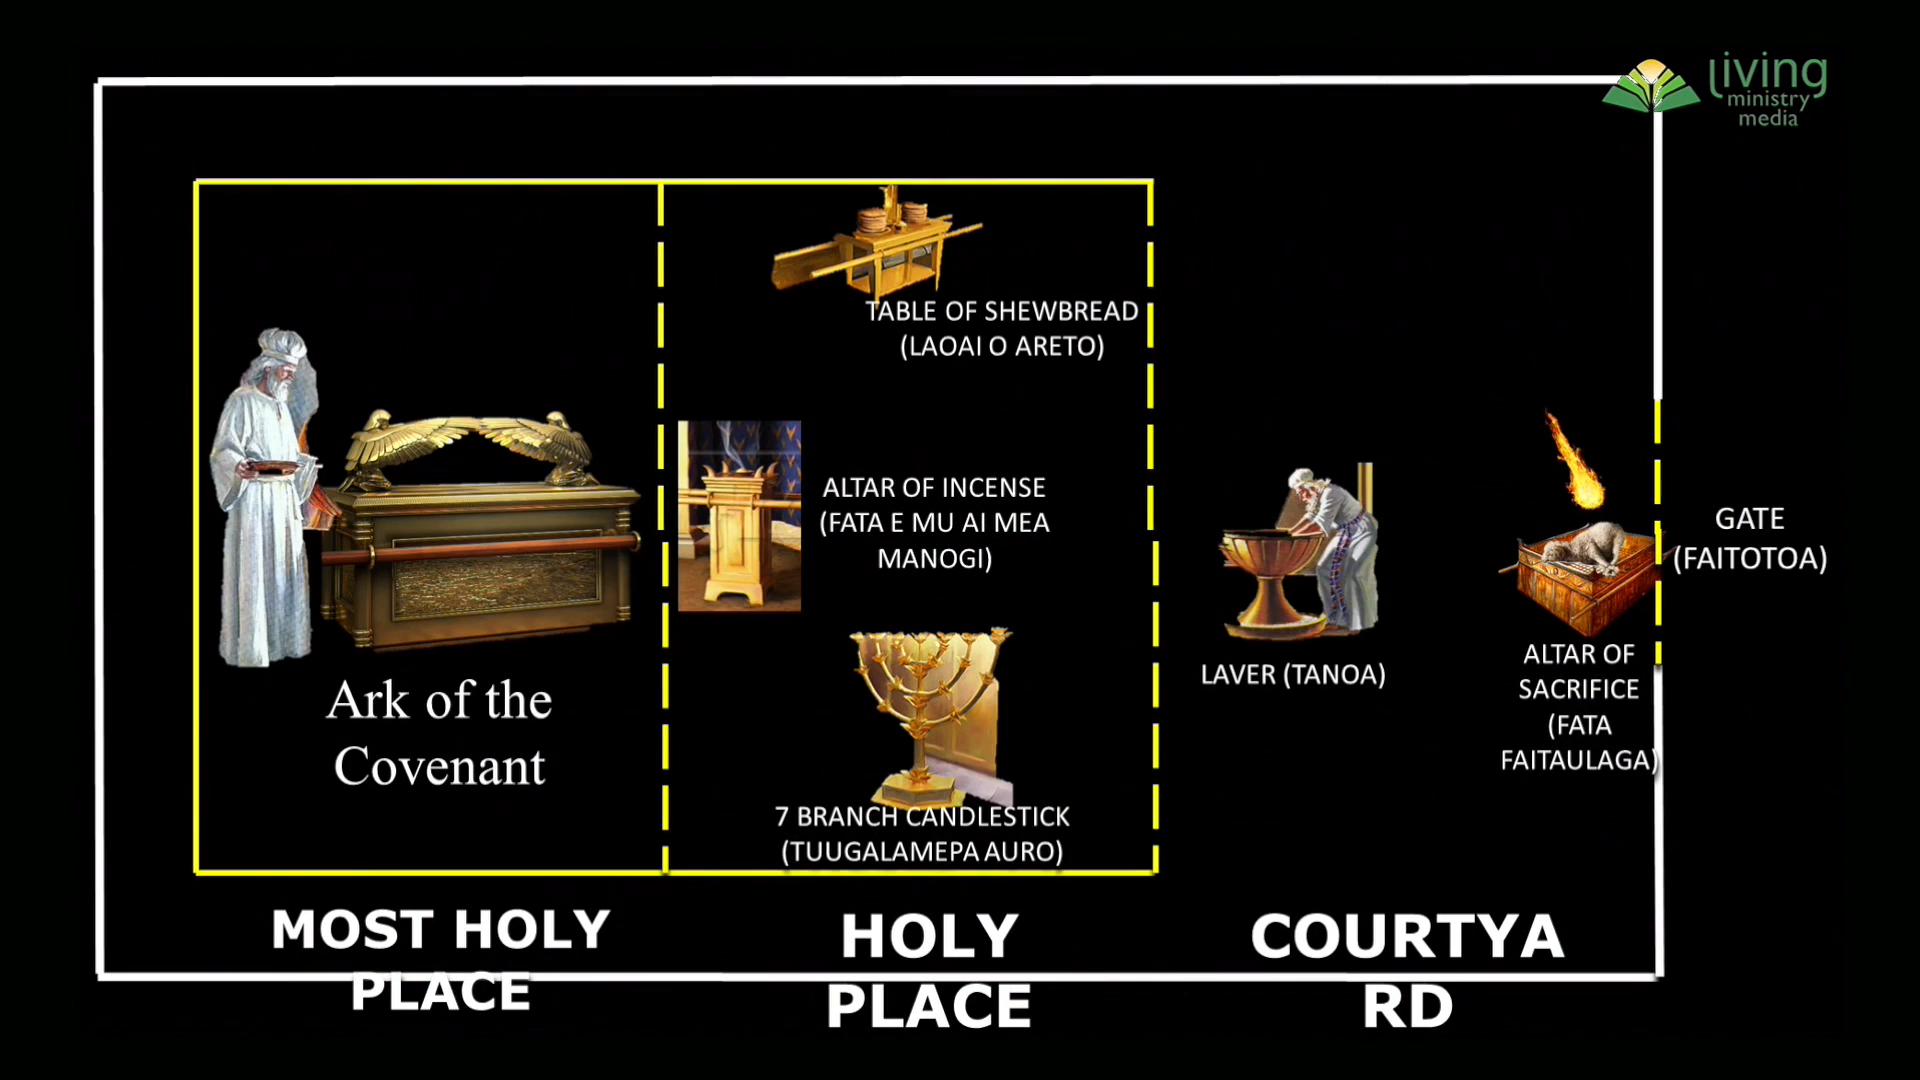 living
ministry
media
TABLE OF SHEWBREAD
(LAOAI O ARETO)
ALTAR OF INCENSE
(FATA E MU AI MEA
MANOGI)
7 BRANCH CANDLESTICK
(TUUGALAMEPA AURO)
Ark of the
Covenant
LAVER (TANOA)
ALTAR OF
SACRIFICE
(FATA
FAITAULAGA)
GATE
(FAITOTOA)
MOST HOLY
PLACE
HOLY
PLACE
COURTYA
RD